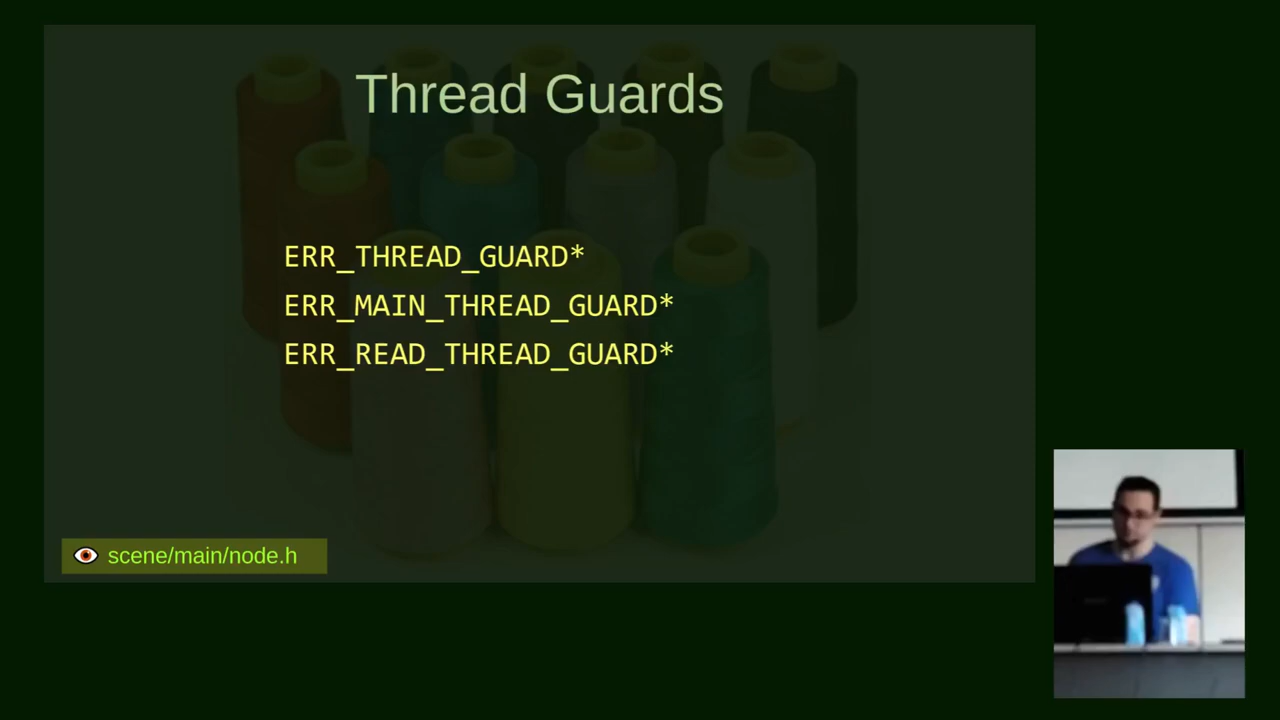 Thread Guards
ERR_THREAD_GUARD*
ERR_MAIN_THREAD_GUARD*
ERR_READ_THREAD_GUARD*
scene/main/node.h